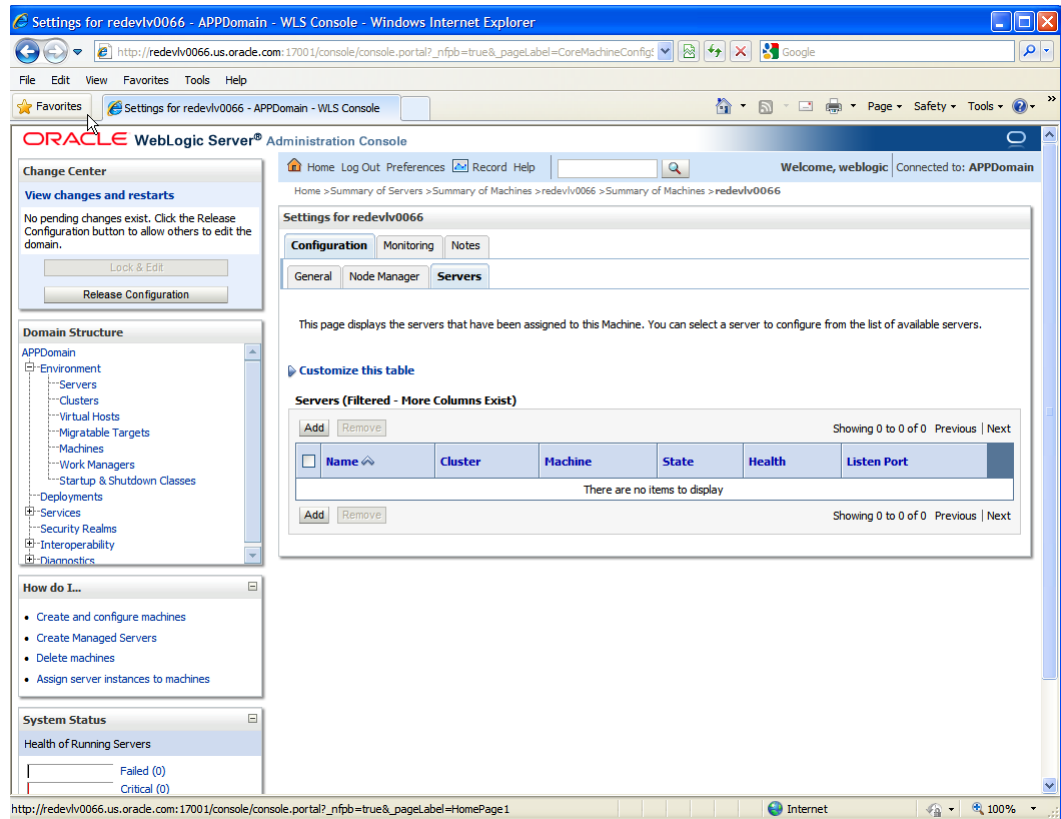 Settings for redevlv0066 - APPDomain - WLS Console - Windows Internet Explorer
http://redevlv0066.us.oracle.com:17001/console/console.portal?_nfpb=true&_pageLabel=CoreMachineConfig:
Google
File Edit View Favorites Tools Help
Favorites
Settings for redevlv0066 - APPDomain - WLS Console
Page Safety Tools
»
ORACLE WebLogic Server® Administration Console
Change Center
View changes and restarts
No pending changes exist. Click the Release
Configuration button to allow others to edit the
domain.
Lock & Edit
Release Configuration
Domain Structure
APPDomain
Environment
Servers
Clusters
Virtual Hosts
Migratable Targets
Machines
Work Managers
Startup & Shutdown Classes
Deployments
Services
Security Realms
Interoperability
Diagnostics
How do I...
Create and configure machines
Create Managed Servers
Delete machines
Assign server instances to machines
System Status
Health of Running Servers
Failed (0)
Critical (0)
Home Log Out Preferences Record Help
Welcome, weblogic Connected to: APPDomain
Home >Summary of Servers >Summary of Machines >redevlv0066 >Summary of Machines >redevlv0066
Settings for redevlv0066
Configuration Monitoring Notes
General Node Manager Servers
This page displays the servers that have been assigned to this Machine. You can select a server to configure from the list of available servers.
Customize this table
Servers (Filtered - More Columns Exist)
Add Remove Showing 0 to 0 of 0 Previous | Next
Name Cluster Machine State Health Listen Port
There are no items to display
Add Remove Showing 0 to 0 of 0 Previous | Next
http://redevlv0066.us.oracle.com:17001/console/console.portal?_nfpb=true&_pageLabel=HomePage1
Internet
100%